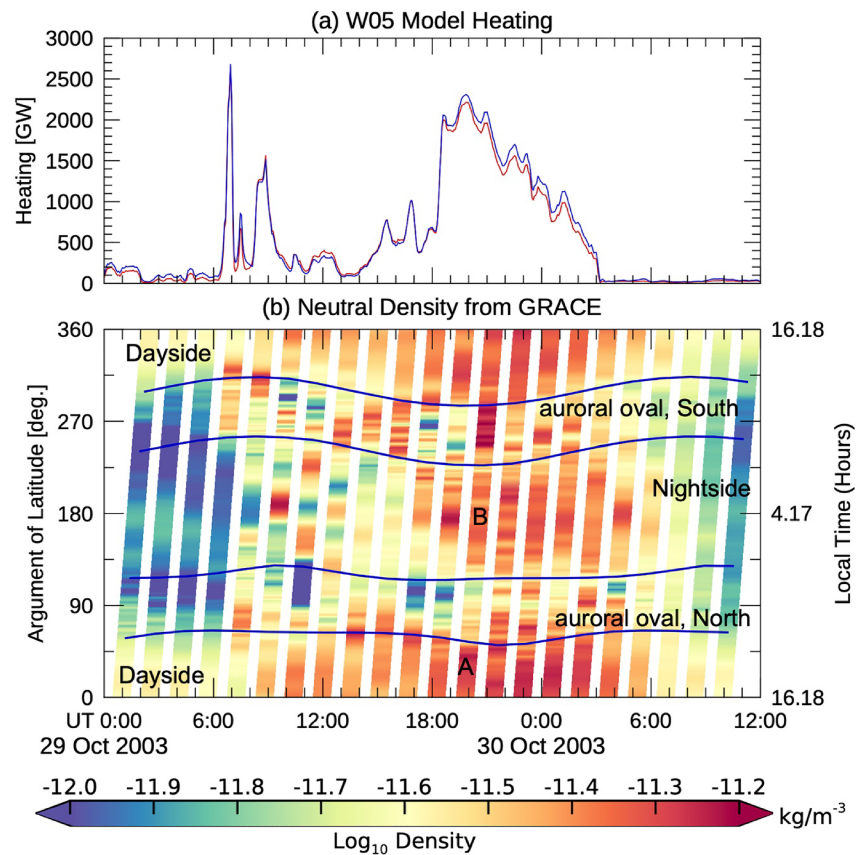 (a) W05 Model Heating
3000
2500
2000
1500
1000
500
0
Heating [GW]
(b) Neutral Density from GRACE
360
270
180
90
0
Argument of Latitude [deg.]
Dayside
auroral oval, South
Nightside
B
auroral oval, North
A
Dayside
16.18
4.17
16.18
Local Time (Hours)
UT 0:00 6:00 12:00 18:00 0:00 6:00 12:00
29 Oct 2003 30 Oct 2003
-12.0 -11.9 -11.8 -11.7 -11.6 -11.5 -11.4 -11.3 -11.2
kg/m⁻³
Log₁₀ Density